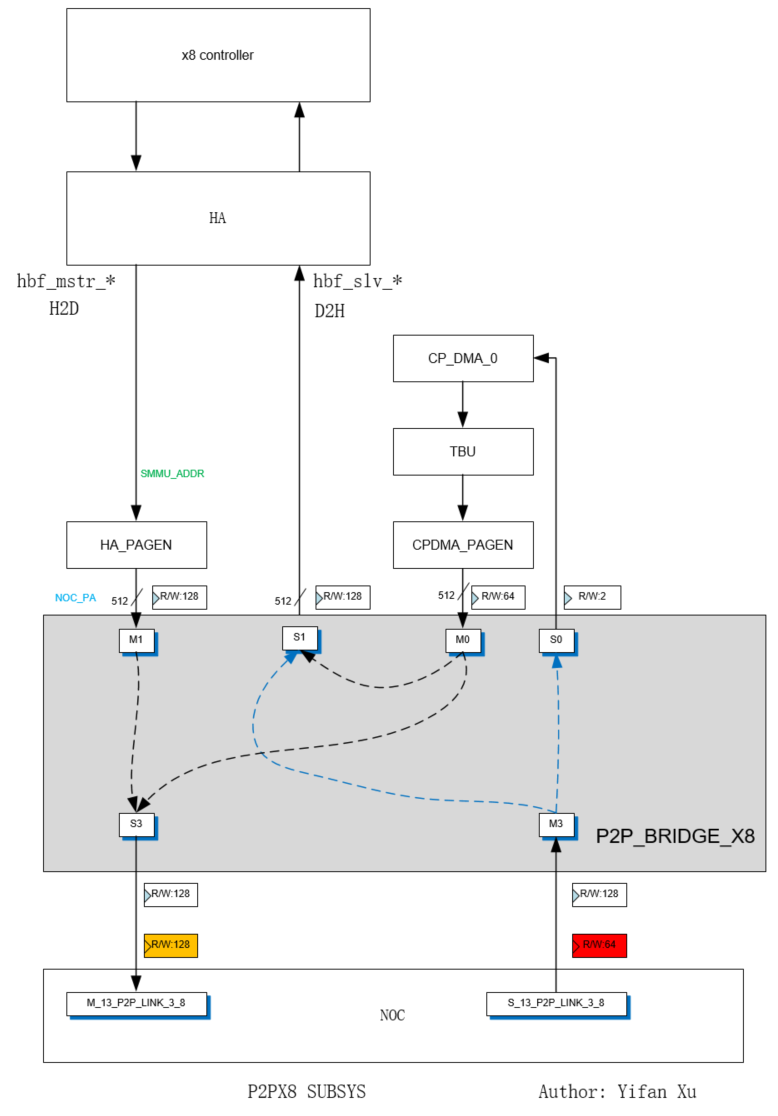 x8 controller
HA
hbf_mstr_*
H2D
hbf_slv_*
D2H
CP_DMA_0
TBU
SMMU_ADDR
HA_PAGEN
CPDMA_PAGEN
NOC_PA
512
R/W:128
512
R/W:128
512
R/W:64
R/W:2
M1
S1
M0
S0
S3
M3
P2P_BRIDGE_X8
R/W:128
R/W:128
R/W:128
R/W:64
M_13_P2P_LINK_3_8
S_13_P2P_LINK_3_8
NOC
P2PX8 SUBSYS
Author: Yifan Xu